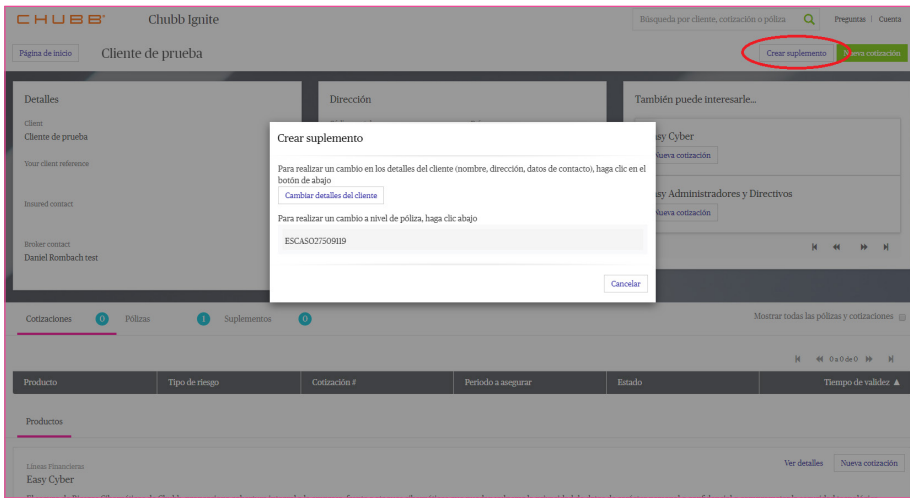 CHUBB®
Chubb Ignite
Búsqueda por cliente, cotización o póliza
Preguntas | Cuenta
Página de inicio
Cliente de prueba
Crear suplemento
Nueva cotización
Detalles
Client
Cliente de prueba
Your client reference
Insured contact
Broker contact
Daniel Rombach test
Dirección
También puede interesarle...
Easy Cyber
Nueva cotización
Easy Administradores y Directivos
Nueva cotización
Crear suplemento
Para realizar un cambio en los detalles del cliente (nombre, dirección, datos de contacto), haga clic en el
botón de abajo
Cambiar detalles del cliente
Para realizar un cambio a nivel de póliza, haga clic abajo
ESCASO27509119
Cancelar
Cotizaciones 0 Pólizas 1 Suplementos 0
Mostrar todas las pólizas y cotizaciones
0 a 0 de 0
Producto Tipo de riesgo Cotización # Periodo a asegurar Estado Tiempo de validez
Productos
Líneas Financieras
Easy Cyber
Ver detalles
Nueva cotización